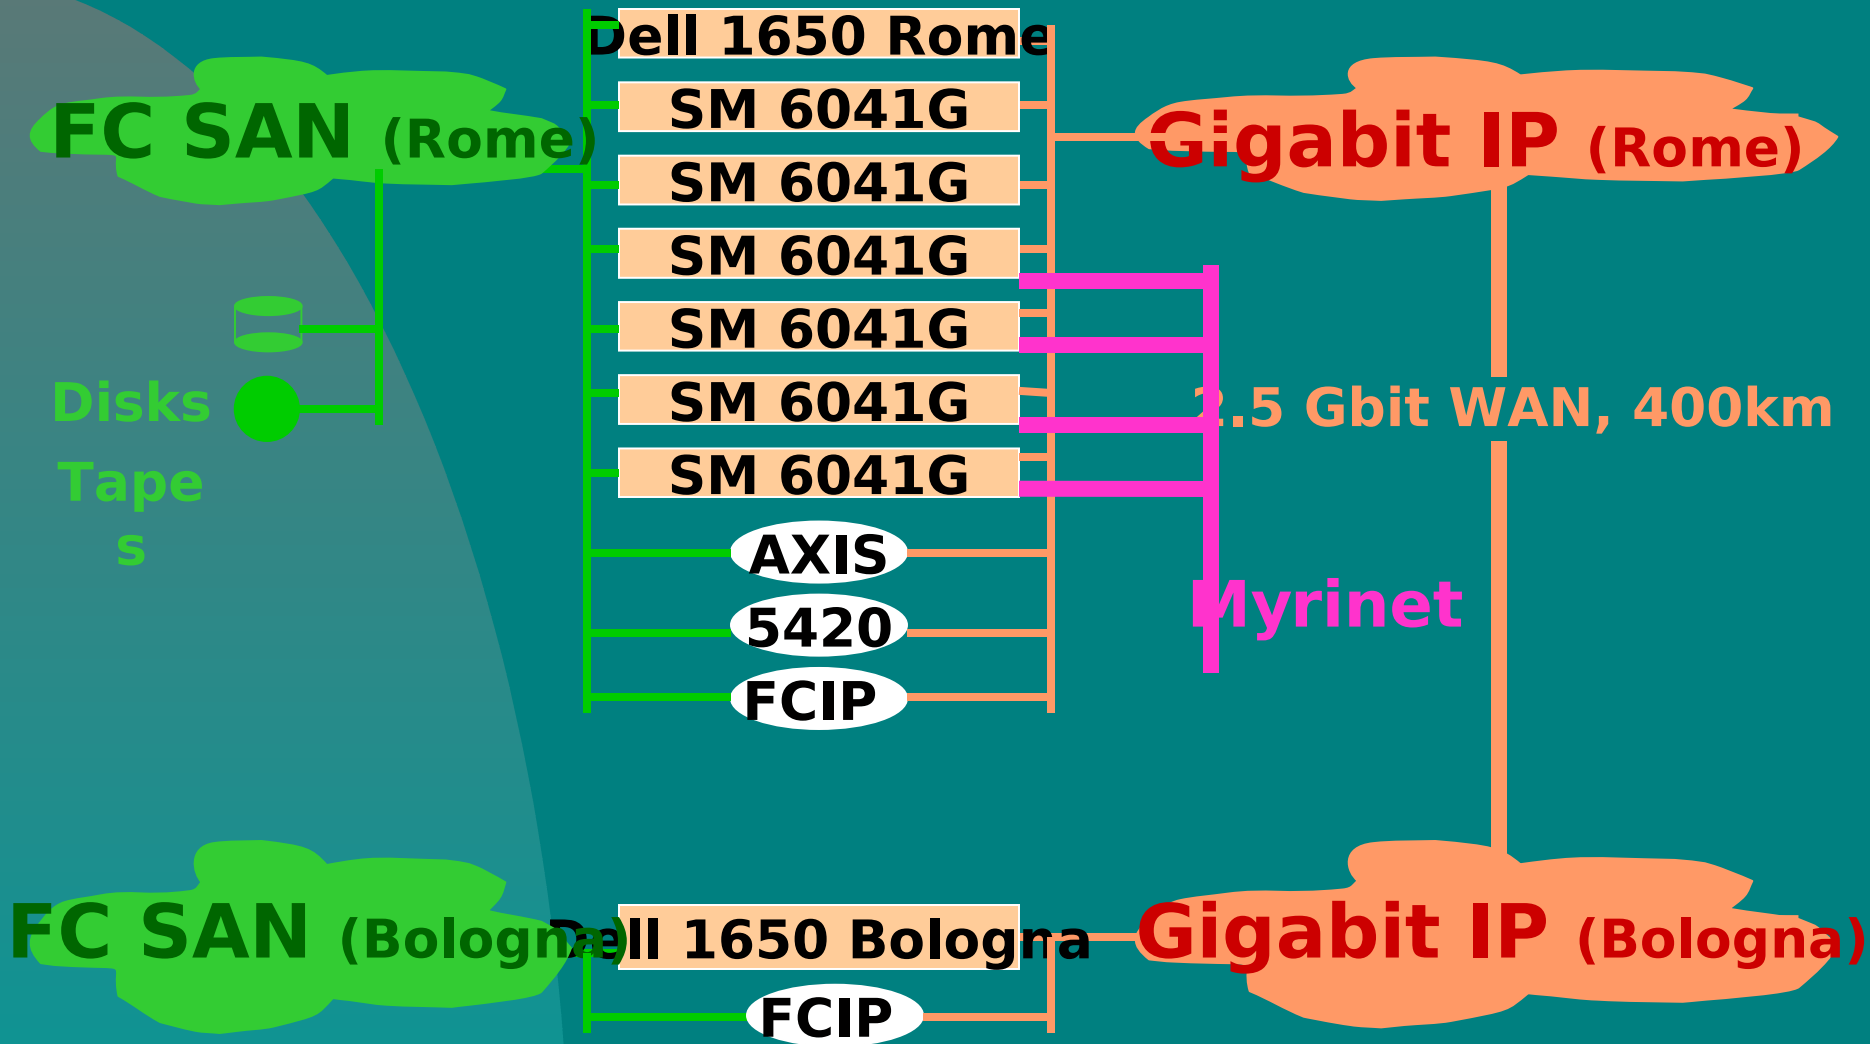 Dell 1650 Rome
FC SAN (Rome)
SM 6041G
Gigabit IP (Rome)
SM 6041G
SM 6041G
SM 6041G
Disks
SM 6041G
2.5 Gbit WAN, 400km
Tape
s
SM 6041G
AXIS
5420
Myrinet
FCIP
FC SAN (Bologna)
Dell 1650 Bologna
Gigabit IP (Bologna)
FCIP